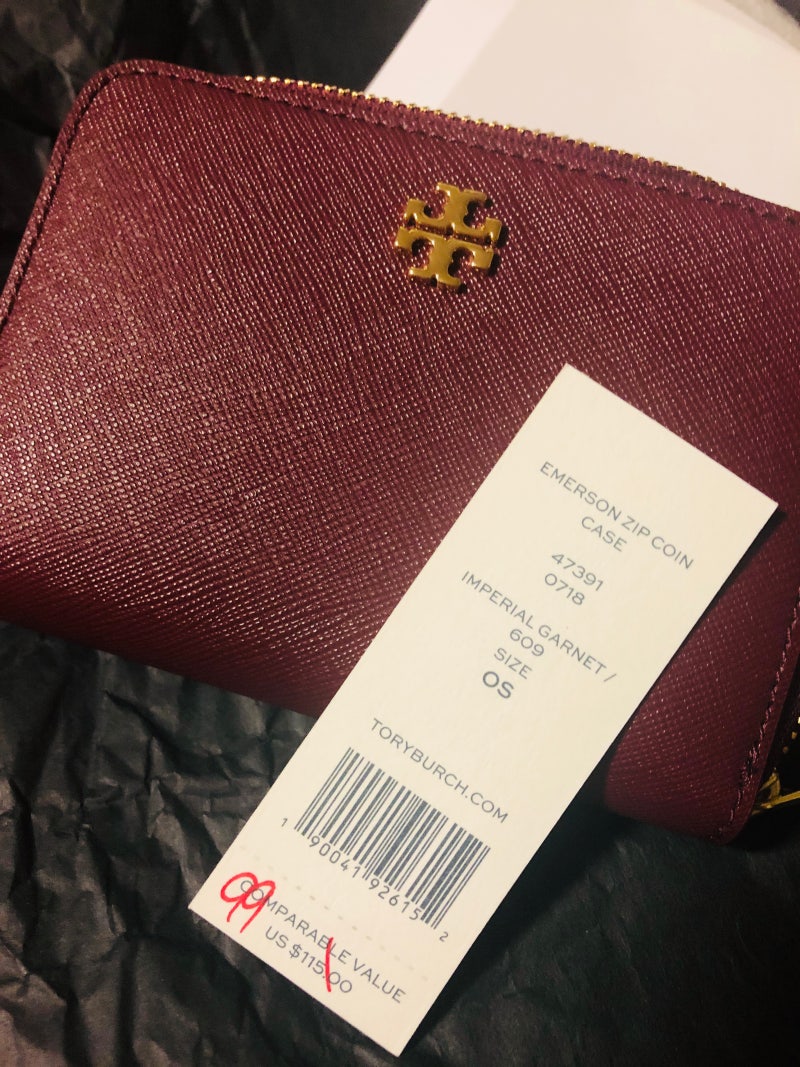 EMERSON ZIP COIN
CASE
47391
0718
IMPERIAL GARNET /
609
SIZE
OS
TORYBURCH.COM
1 90041 92615 2
99
COMPARABLE VALUE
US $115.00